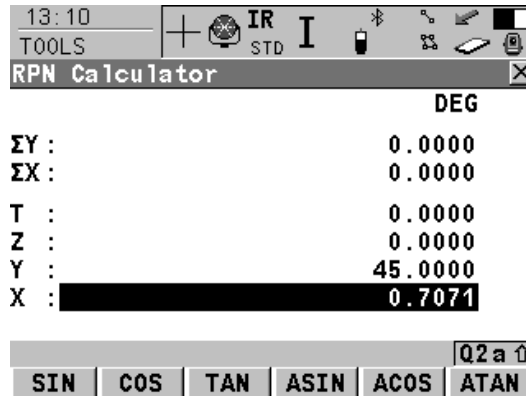 13:10
TOOLS
IR
STD
I
RPN Calculator
DEG
ΣY : 0.0000
ΣX : 0.0000
T : 0.0000
Z : 0.0000
Y : 45.0000
X : 0.7071
Q2a⇧
SIN COS TAN ASIN ACOS ATAN